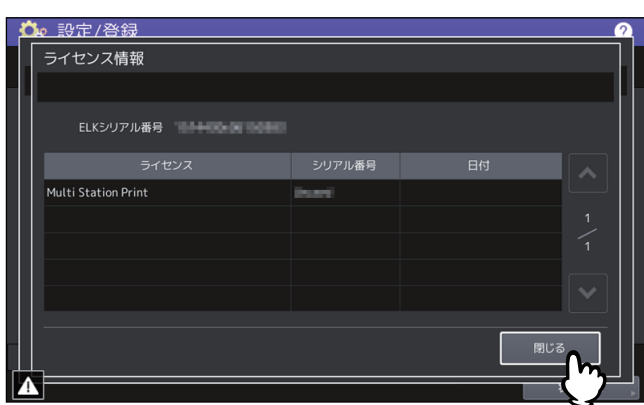 設定/登録
ライセンス情報
ELKシリアル番号
ライセンス シリアル番号 日付
Multi Station Print
1
1
閉じる